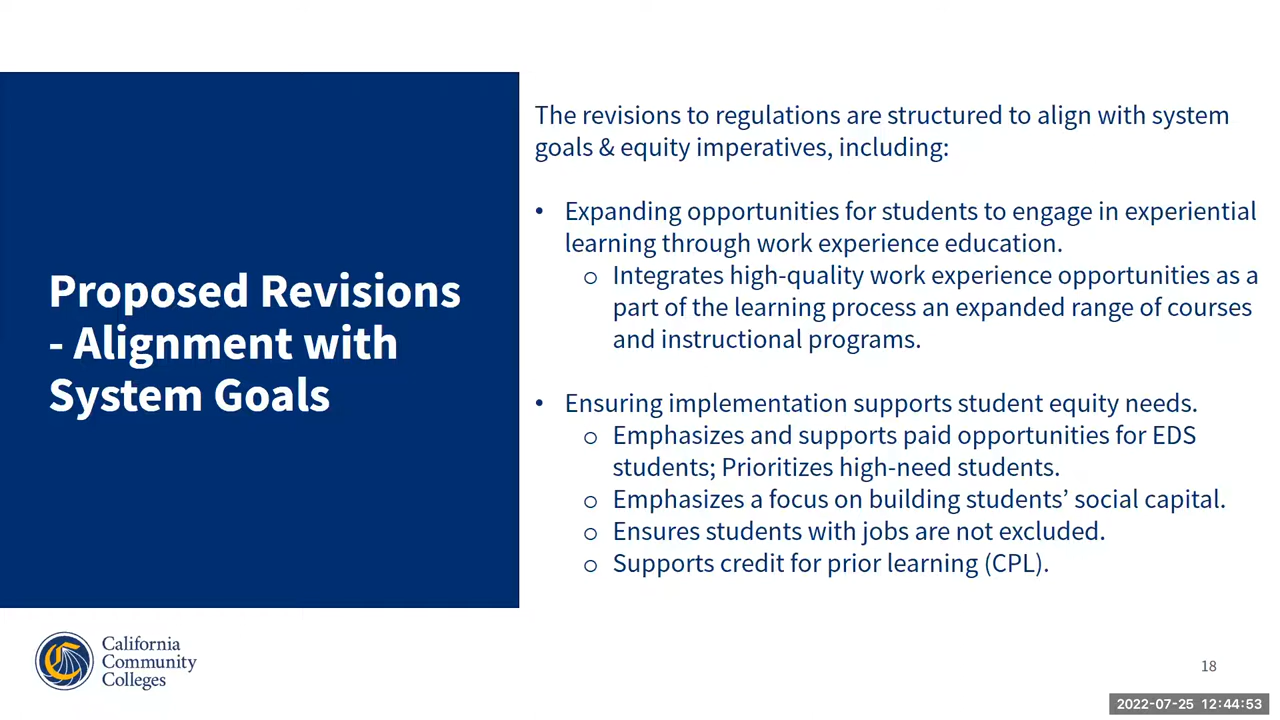 Proposed Revisions
- Alignment with
System Goals
The revisions to regulations are structured to align with system
goals & equity imperatives, including:
• Expanding opportunities for students to engage in experiential
learning through work experience education.
o Integrates high-quality work experience opportunities as a
part of the learning process an expanded range of courses
and instructional programs.
• Ensuring implementation supports student equity needs.
o Emphasizes and supports paid opportunities for EDS
students; Prioritizes high-need students.
o Emphasizes a focus on building students’ social capital.
o Ensures students with jobs are not excluded.
o Supports credit for prior learning (CPL).
California
Community
Colleges
18
2022-07-25 12:44:53